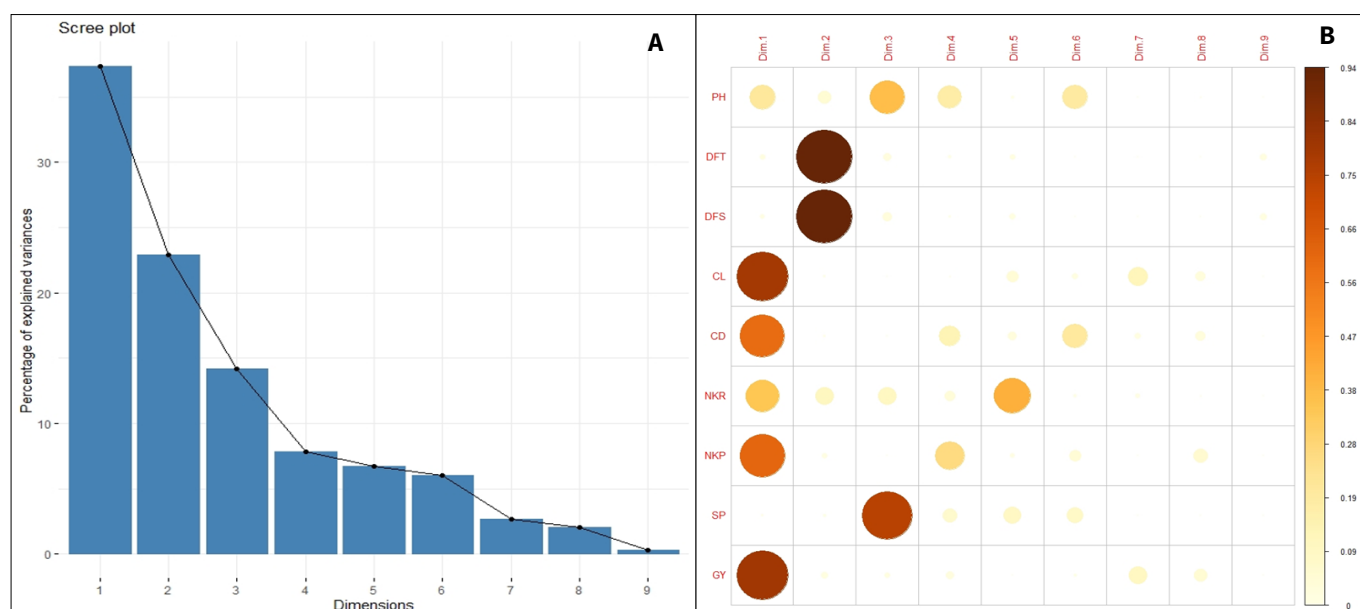 Scree plot
A
Percentage of explained variances
30
20
10
0
1 2 3 4 5 6 7 8 9
Dimensions
B
Dim.1 Dim.2 Dim.3 Dim.4 Dim.5 Dim.6 Dim.7 Dim.8 Dim.9
PH
DFT
DFS
CL
CD
NKR
NKP
SP
GY
0.94
0.84
0.75
0.66
0.56
0.47
0.38
0.28
0.19
0.09
0